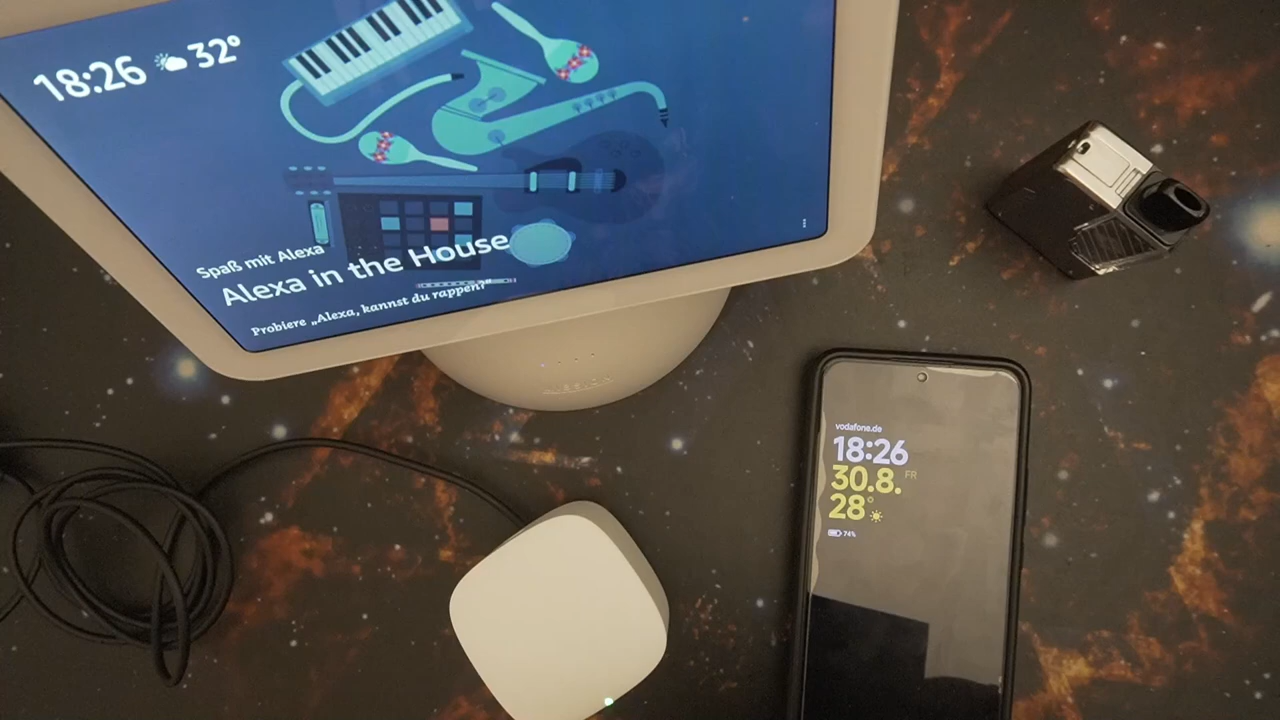 18:26 32°
Spaß mit Alexa
Alexa in the House
Probiere „Alexa, kannst du rappen?“
vodafone.de
18:26
30.8. FR
28°
74%